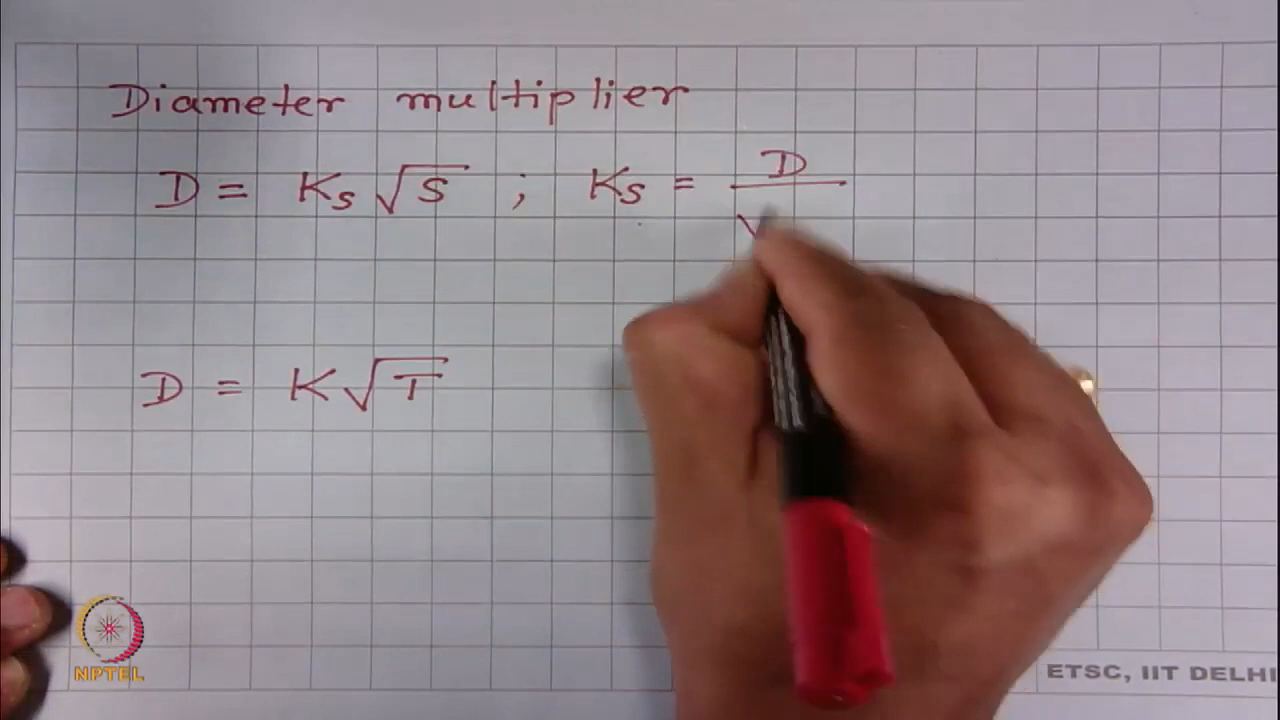 Diameter multiplier
D = Ks √S ; Ks = D / √
D = K √T
NPTEL
ETSC, IIT DELHI